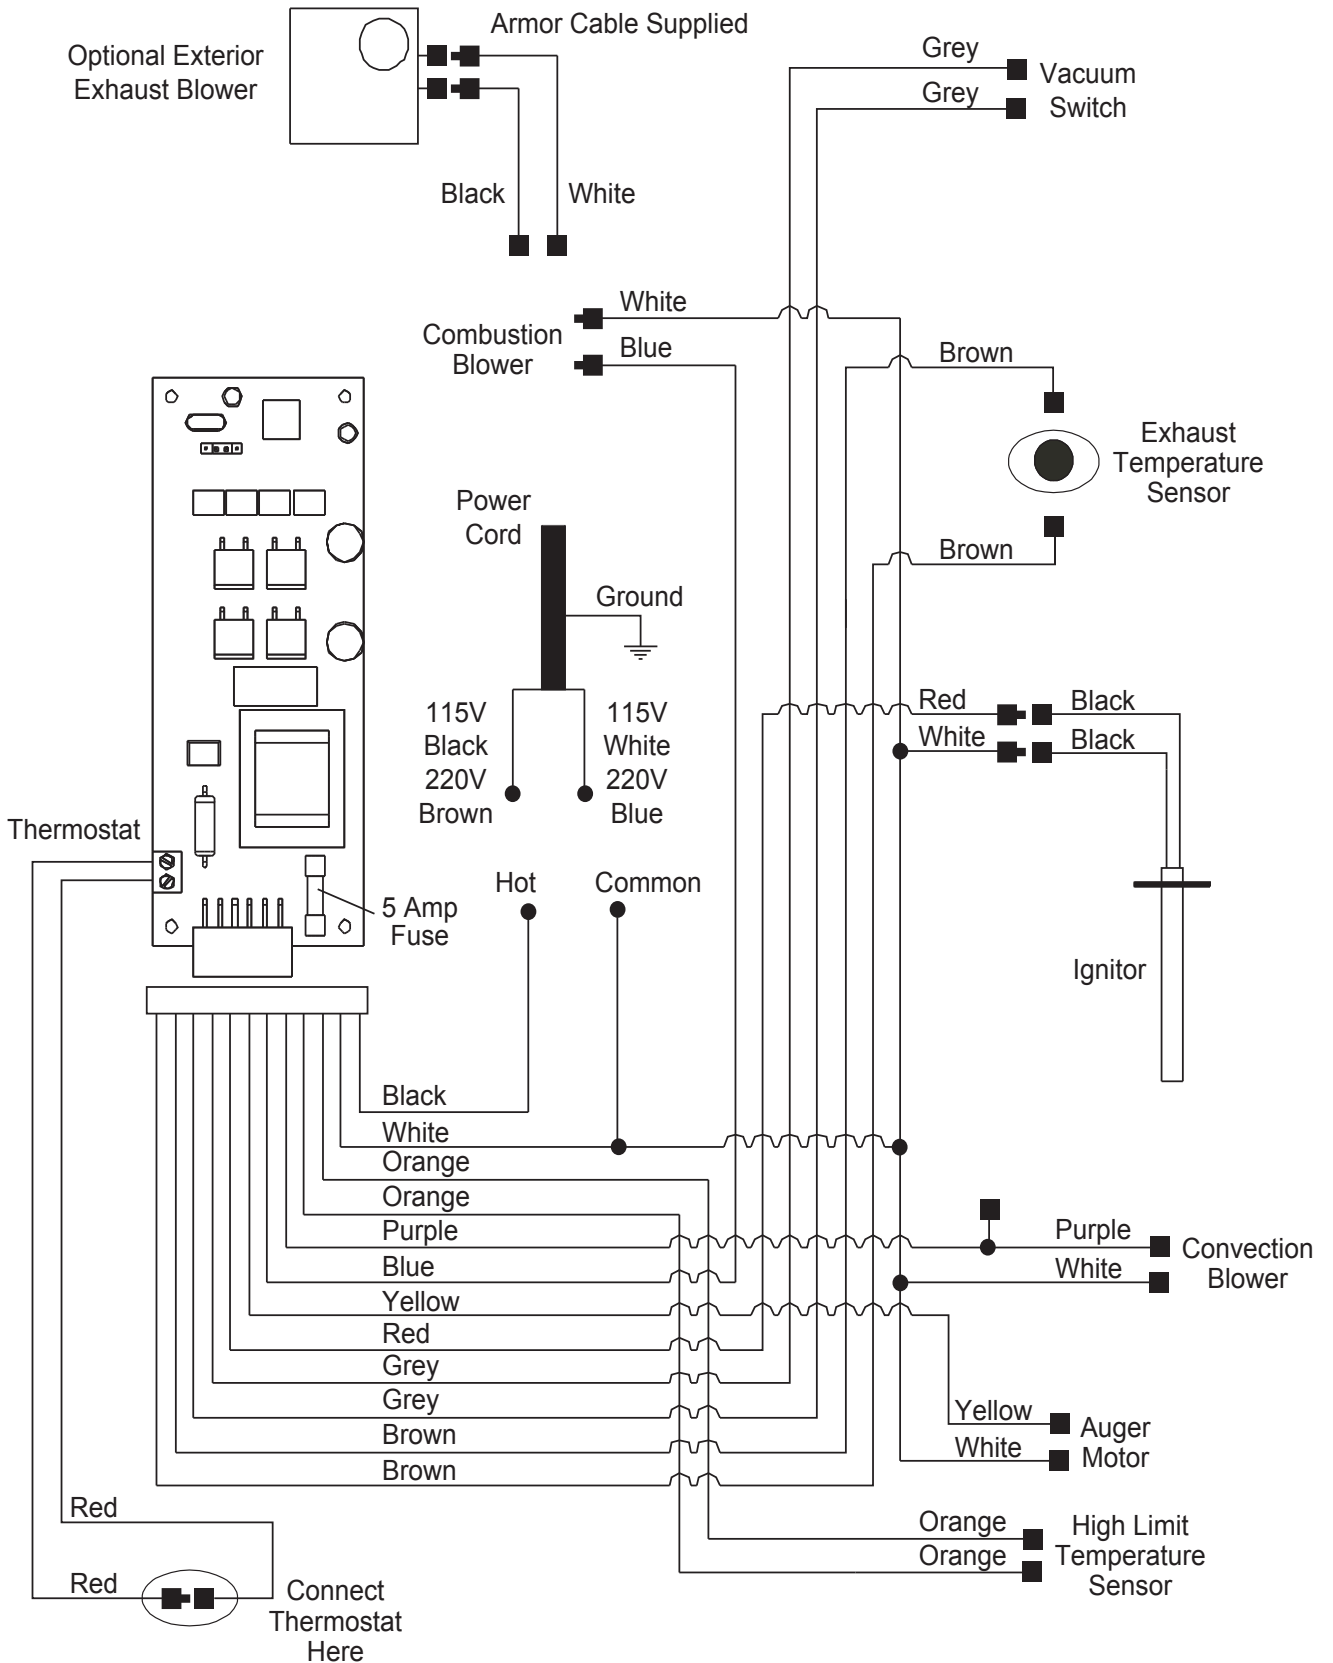 Armor Cable Supplied
Optional Exterior
Exhaust Blower
Grey
Vacuum
Grey
Switch
Black
White
White
Combustion
Blower
Blue
Brown
Exhaust
Temperature
Sensor
Power
Cord
Brown
Ground
Red
Black
115V
Black
220V
Brown
115V
White
220V
Blue
White
Black
Thermostat
Hot
Common
5 Amp
Fuse
Ignitor
Black
White
Orange
Orange
Purple
Purple
Convection
Blower
White
Blue
Yellow
Red
Grey
Grey
Yellow
Auger
Motor
White
Brown
Brown
Red
Orange
High Limit
Temperature
Sensor
Orange
Red
Connect
Thermostat
Here